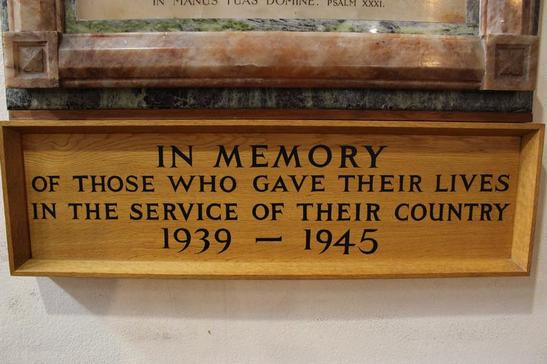 IN MANUS TUAS DOMINE. PSALM XXXI.
IN MEMORY
OF THOSE WHO GAVE THEIR LIVES
IN THE SERVICE OF THEIR COUNTRY
1939 — 1945